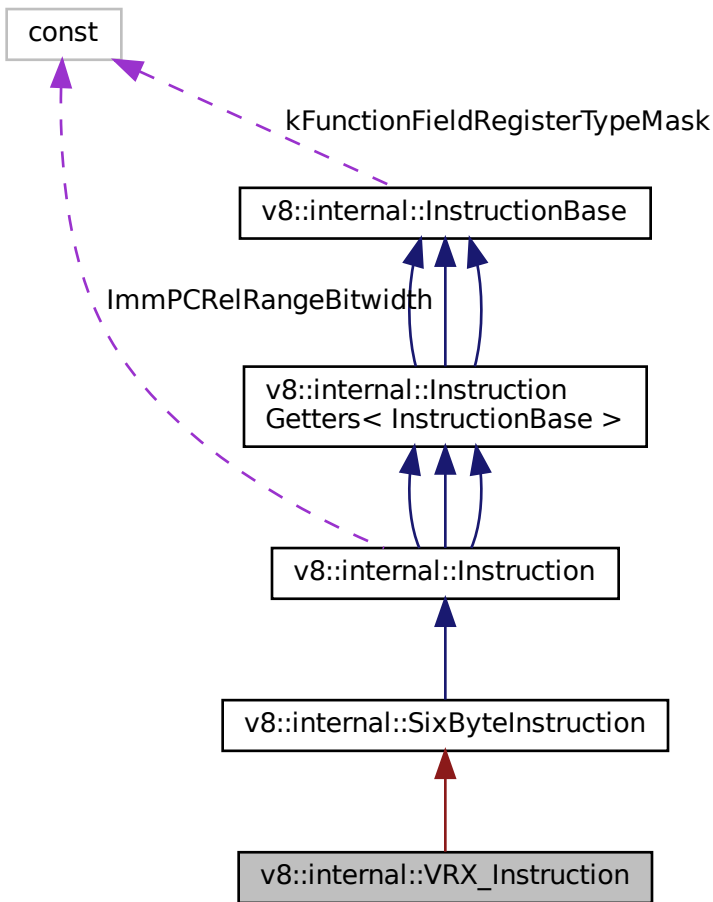 const
kFunctionFieldRegisterTypeMask
v8::internal::InstructionBase
ImmPCRelRangeBitwidth
v8::internal::Instruction
Getters< InstructionBase >
v8::internal::Instruction
v8::internal::SixByteInstruction
v8::internal::VRX_Instruction